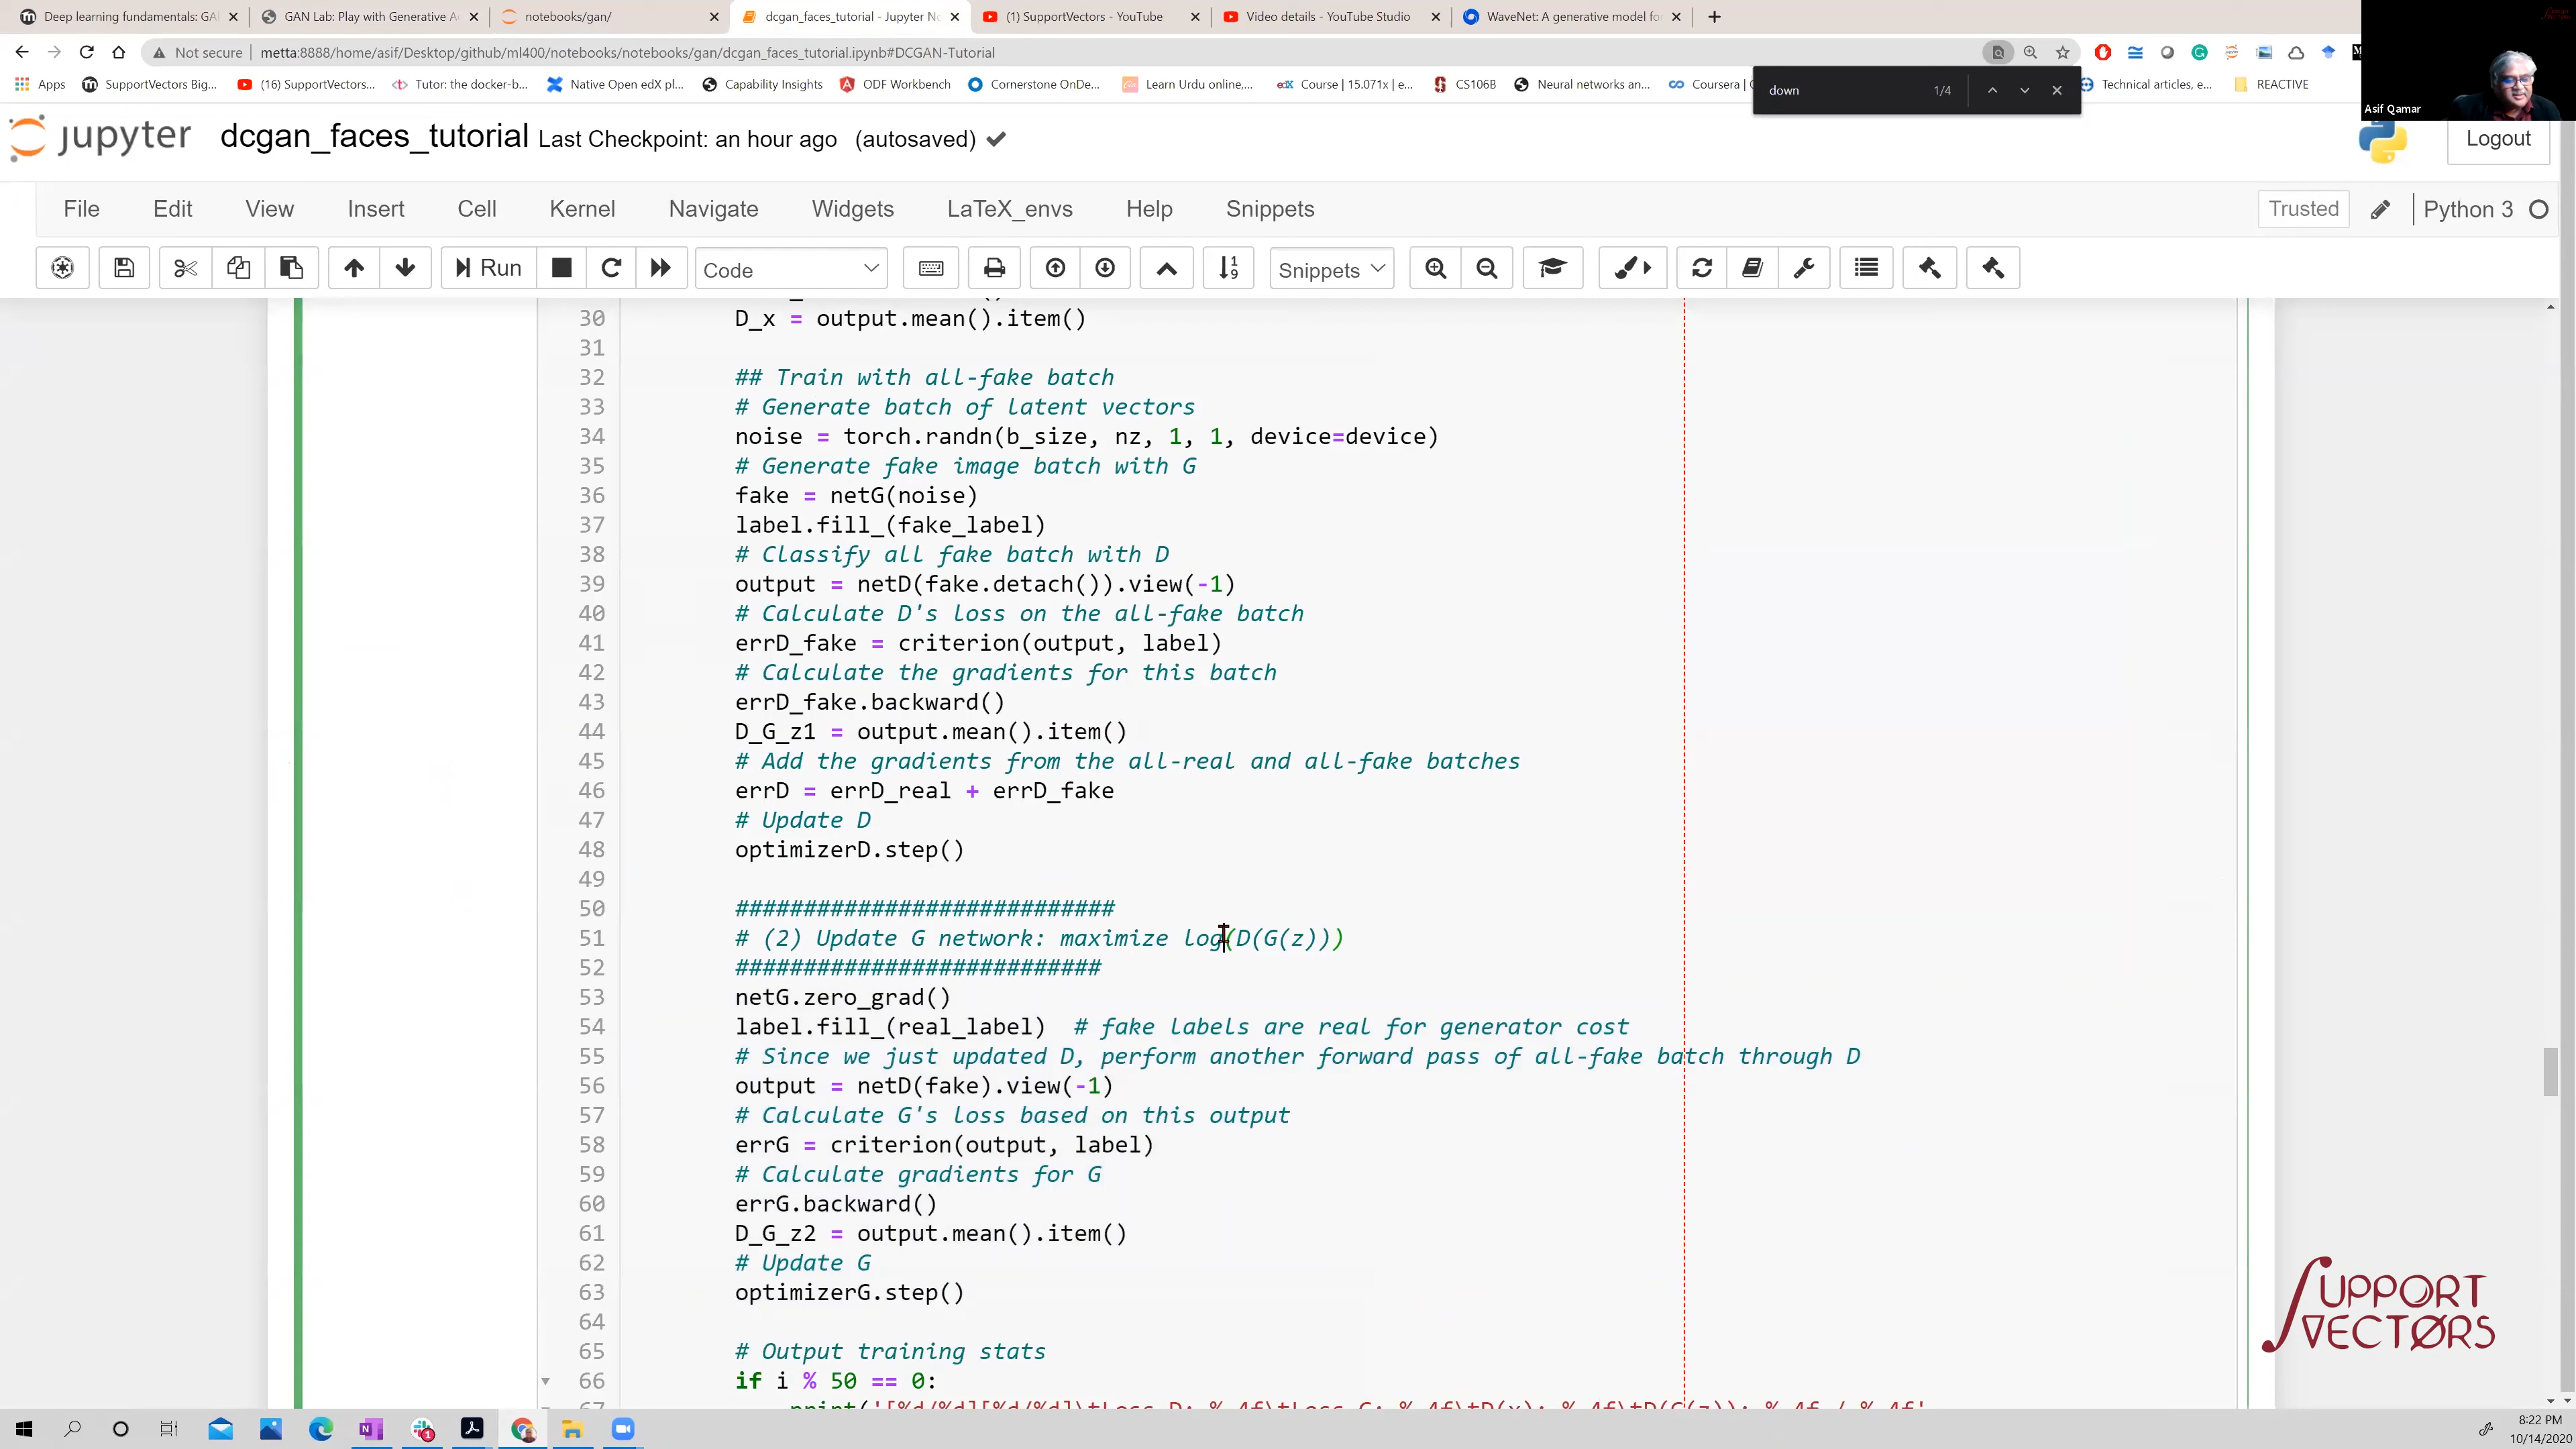 Deep learning fundamentals: GA
GAN Lab: Play with Generative A
notebooks/gan/
dcgan_faces_tutorial - Jupyter No
(1) SupportVectors - YouTube
Video details - YouTube Studio
WaveNet: A generative model fo
Not secure | metta:8888/home/asif/Desktop/github/ml400/notebooks/notebooks/gan/dcgan_faces_tutorial.ipynb#DCGAN-Tutorial
Apps
SupportVectors Big...
(16) SupportVectors...
Tutor: the docker-b...
Native Open edX pl...
Capability Insights
ODF Workbench
Cornerstone OnDe...
Learn Urdu online,...
edX Course | 15.071x | e...
CS106B
Neural networks an...
Coursera |
Technical articles, e...
REACTIVE
down 1/4
Asif Qamar
jupyter dcgan_faces_tutorial Last Checkpoint: an hour ago (autosaved)
Logout
File Edit View Insert Cell Kernel Navigate Widgets LaTeX_envs Help Snippets
Trusted Python 3
Run Code Snippets
30 D_x = output.mean().item()
31
32 ## Train with all-fake batch
33 # Generate batch of latent vectors
34 noise = torch.randn(b_size, nz, 1, 1, device=device)
35 # Generate fake image batch with G
36 fake = netG(noise)
37 label.fill_(fake_label)
38 # Classify all fake batch with D
39 output = netD(fake.detach()).view(-1)
40 # Calculate D's loss on the all-fake batch
41 errD_fake = criterion(output, label)
42 # Calculate the gradients for this batch
43 errD_fake.backward()
44 D_G_z1 = output.mean().item()
45 # Add the gradients from the all-real and all-fake batches
46 errD = errD_real + errD_fake
47 # Update D
48 optimizerD.step()
49
50 ############################
51 # (2) Update G network: maximize log(D(G(z)))
52 ###########################
53 netG.zero_grad()
54 label.fill_(real_label)  # fake labels are real for generator cost
55 # Since we just updated D, perform another forward pass of all-fake batch through D
56 output = netD(fake).view(-1)
57 # Calculate G's loss based on this output
58 errG = criterion(output, label)
59 # Calculate gradients for G
60 errG.backward()
61 D_G_z2 = output.mean().item()
62 # Update G
63 optimizerG.step()
64
65 # Output training stats
66 if i % 50 == 0:
67 print('[%d/%d][%d/%d]\tLoss_D: %.4f\tLoss_G: %.4f\tD(x): %.4f\tD(G(z)): %.4f / %.4f'
SUPPORT
VECTORS
8:22 PM
10/14/2020